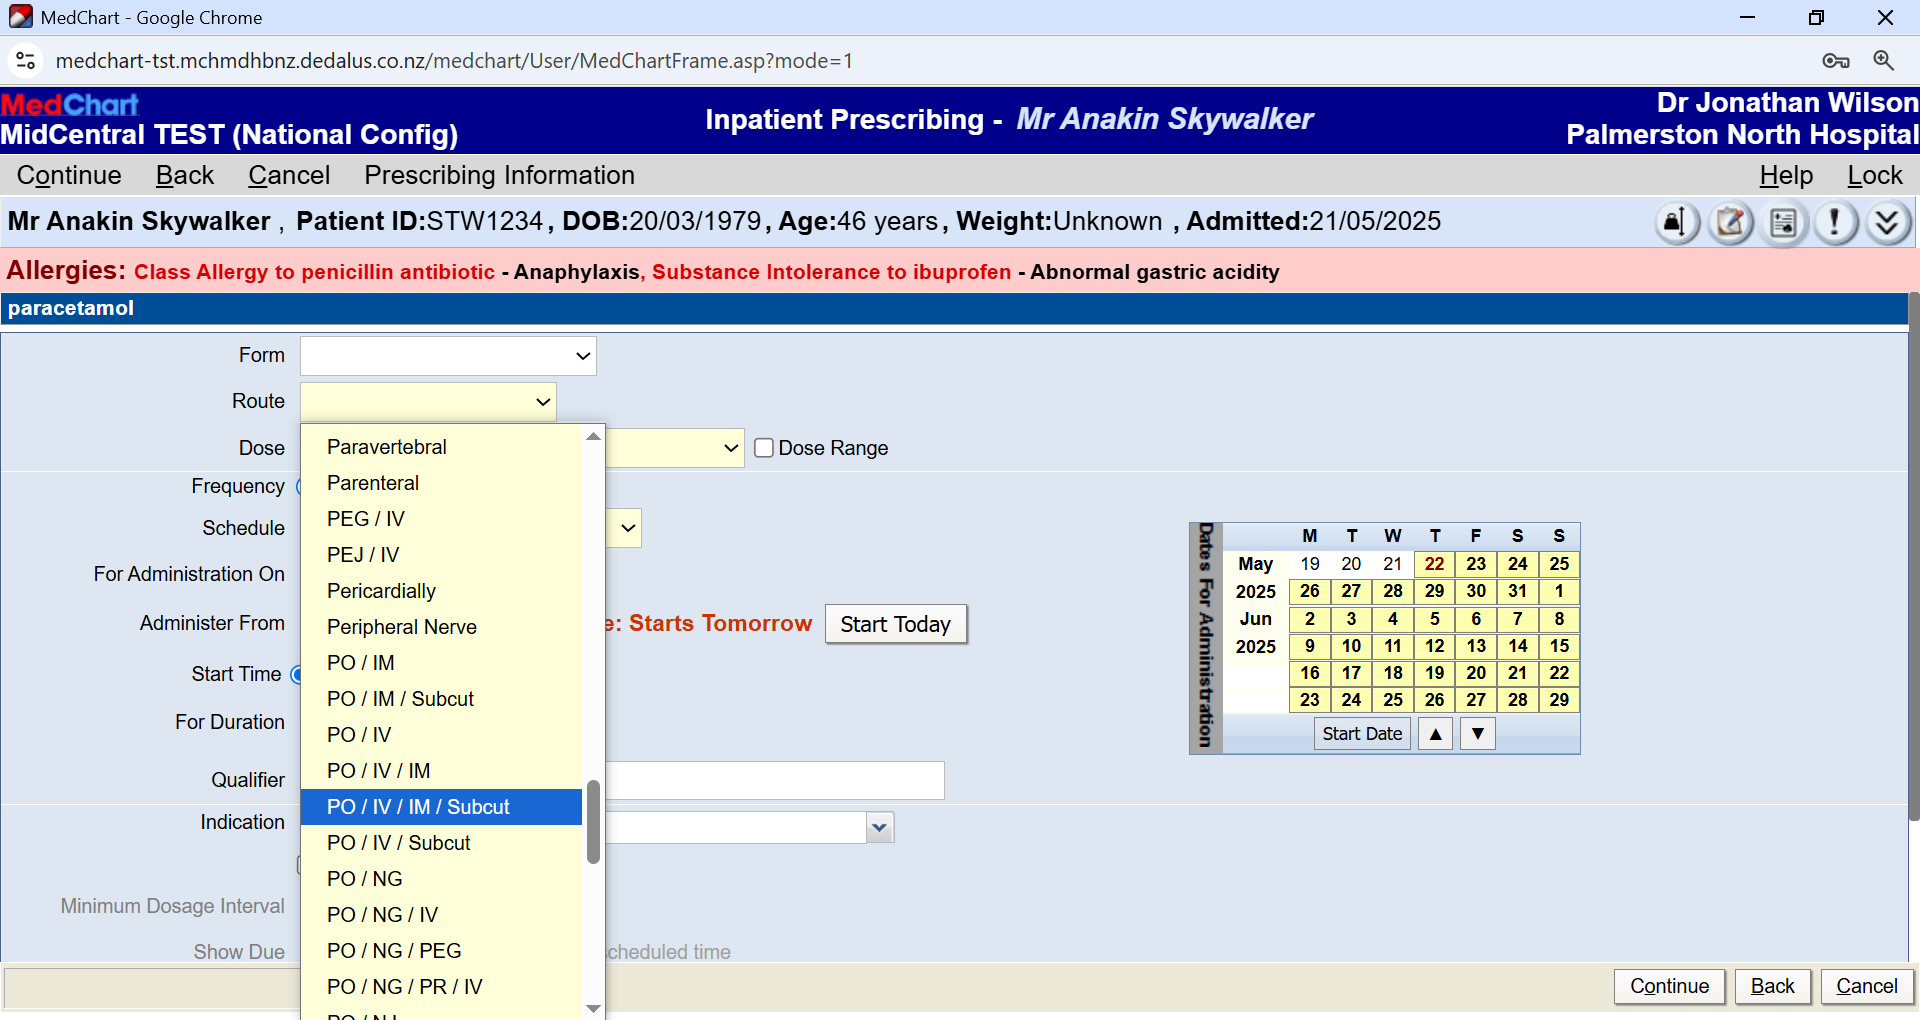 MedChart - Google Chrome
medchart-tst.mchmdhbnz.dedalus.co.nz/medchart/User/MedChartFrame.asp?mode=1
MedChart
MidCentral TEST (National Config)
Inpatient Prescribing - Mr Anakin Skywalker
Dr Jonathan Wilson
Palmerston North Hospital
Continue Back Cancel Prescribing Information Help Lock
Mr Anakin Skywalker , Patient ID:STW1234, DOB:20/03/1979, Age:46 years, Weight:Unknown , Admitted:21/05/2025
Allergies: Class Allergy to penicillin antibiotic - Anaphylaxis, Substance Intolerance to ibuprofen - Abnormal gastric acidity
paracetamol
Form
Route
Dose
Dose Range
Frequency
Schedule
For Administration On
Administer From
e: Starts Tomorrow
Start Today
Start Time
For Duration
Qualifier
Indication
Minimum Dosage Interval
Show Due
cheduled time
Paravertebral
Parenteral
PEG / IV
PEJ / IV
Pericardially
Peripheral Nerve
PO / IM
PO / IM / Subcut
PO / IV
PO / IV / IM
PO / IV / IM / Subcut
PO / IV / Subcut
PO / NG
PO / NG / IV
PO / NG / PEG
PO / NG / PR / IV
Dates For Administration
M T W T F S S
May 19 20 21 22 23 24 25
2025 26 27 28 29 30 31 1
Jun 2 3 4 5 6 7 8
2025 9 10 11 12 13 14 15
16 17 18 19 20 21 22
23 24 25 26 27 28 29
Start Date ▲ ▼
Continue Back Cancel